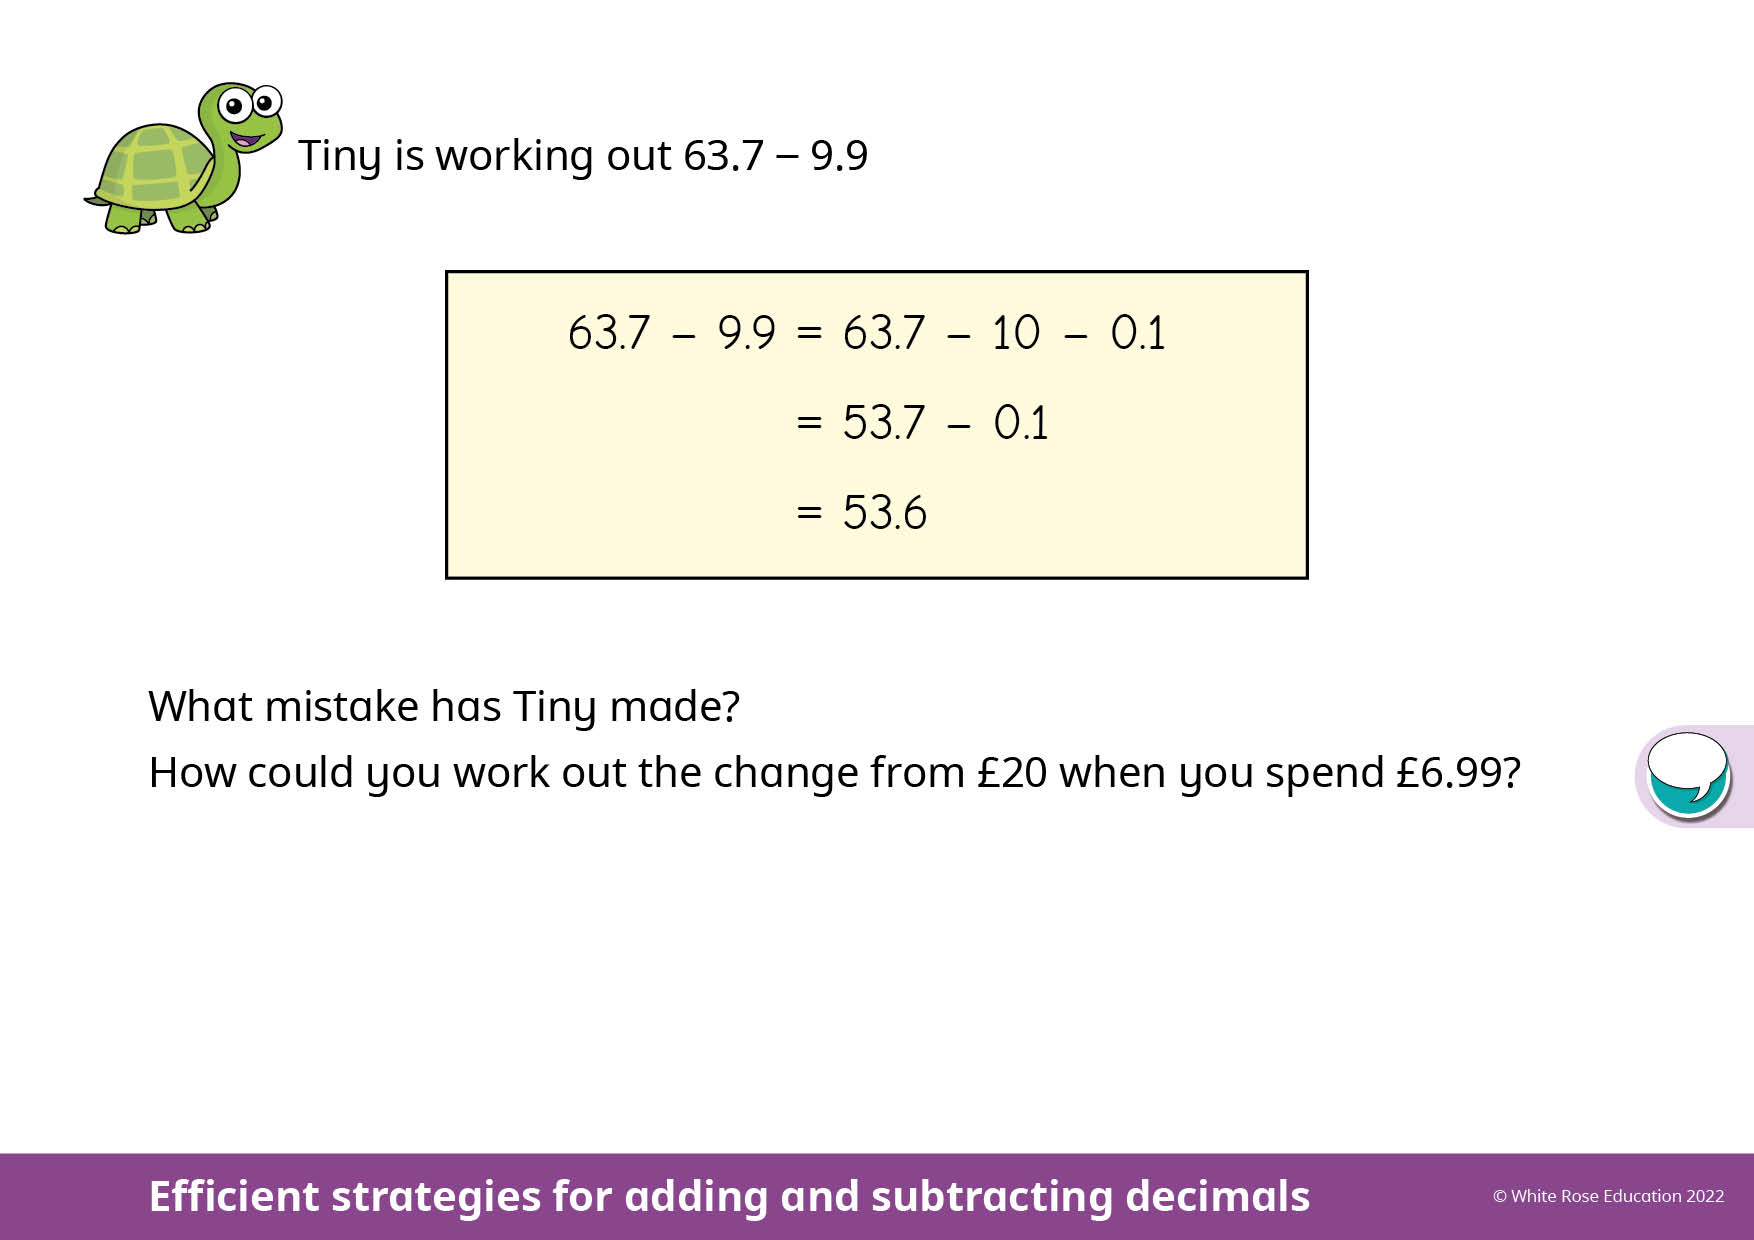 Tiny is working out 63.7 – 9.9
63.7 – 9.9 = 63.7 – 10 – 0.1
= 53.7 – 0.1
= 53.6
What mistake has Tiny made?
How could you work out the change from £20 when you spend £6.99?
Efficient strategies for adding and subtracting decimals
© White Rose Education 2022